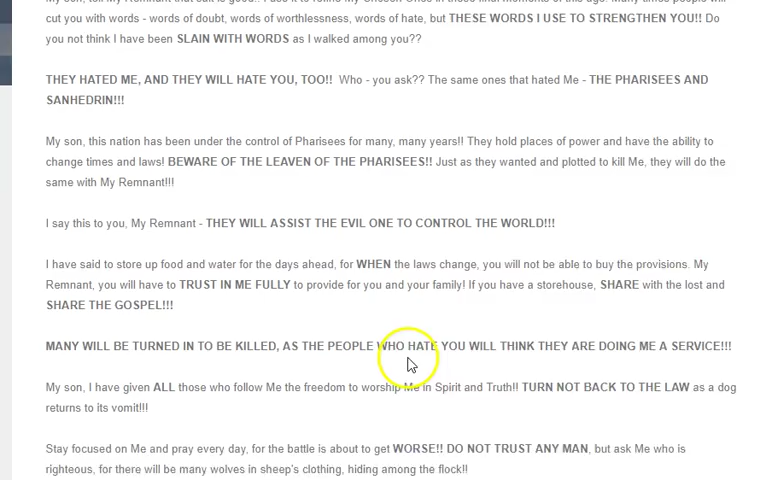 cut you with words - words of doubt, words of worthlessness, words of hate, but THESE WORDS I USE TO STRENGTHEN YOU!! Do
you not think I have been SLAIN WITH WORDS as I walked among you??
THEY HATED ME, AND THEY WILL HATE YOU, TOO!! Who - you ask?? The same ones that hated Me - THE PHARISEES AND
SANHEDRIN!!!
My son, this nation has been under the control of Pharisees for many, many years!! They hold places of power and have the ability to
change times and laws! BEWARE OF THE LEAVEN OF THE PHARISEES!! Just as they wanted and plotted to kill Me, they will do the
same with My Remnant!!!
I say this to you, My Remnant - THEY WILL ASSIST THE EVIL ONE TO CONTROL THE WORLD!!!
I have said to store up food and water for the days ahead, for WHEN the laws change, you will not be able to buy the provisions. My
Remnant, you will have to TRUST IN ME FULLY to provide for you and your family! If you have a storehouse, SHARE with the lost and
SHARE THE GOSPEL!!!
MANY WILL BE TURNED IN TO BE KILLED, AS THE PEOPLE WHO HATE YOU WILL THINK THEY ARE DOING ME A SERVICE!!!
My son, I have given ALL those who follow Me the freedom to worship Me in Spirit and Truth!! TURN NOT BACK TO THE LAW as a dog
returns to its vomit!!!
Stay focused on Me and pray every day, for the battle is about to get WORSE!! DO NOT TRUST ANY MAN, but ask Me who is
righteous, for there will be many wolves in sheep's clothing, hiding among the flock!!